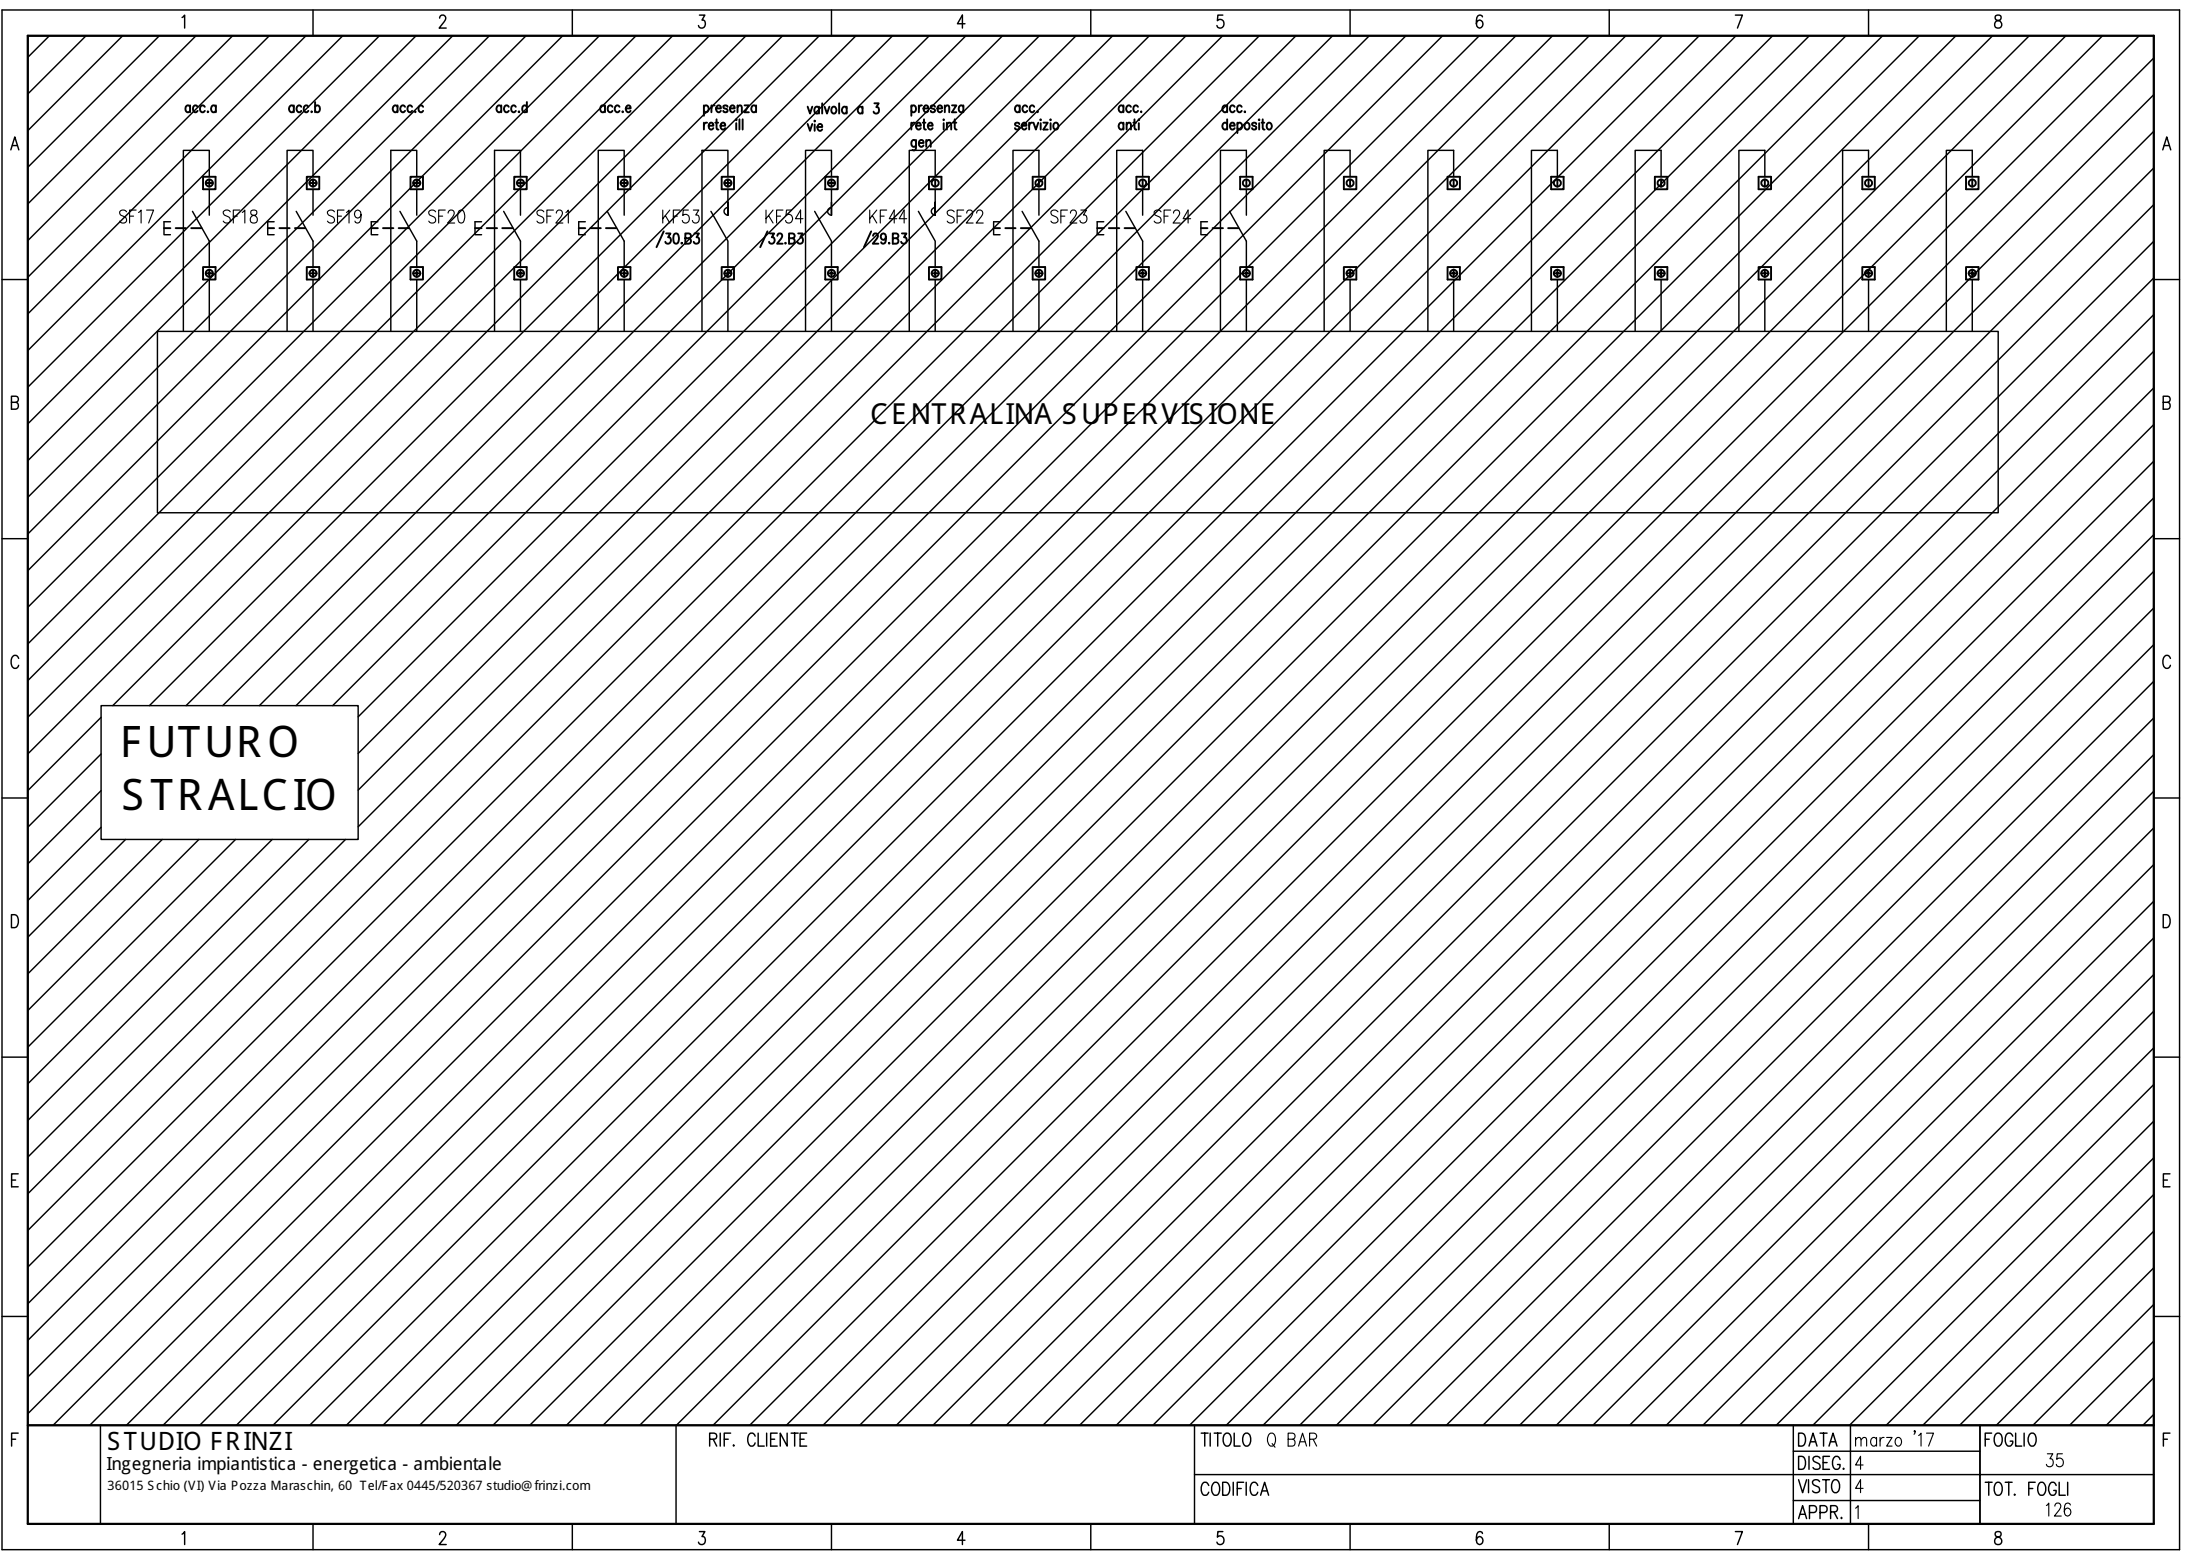 1 2 3 4 5 6 7 8
A A
acc.a acc.b acc.c acc.d acc.e presenza rete ill valvola a 3 vie presenza rete int gen acc. servizio acc. anti acc. deposito
SF17 SF18 SF19 SF20 SF21 KF53 KF54 KF44 SF22 SF23 SF24
E E E E E /30.B3 /32.B3 /29.B3 E E E
B B
CENTRALINA SUPERVISIONE
C C
FUTURO
STRALCIO
D D
E E
F F
STUDIO FRINZI
Ingegneria impiantistica - energetica - ambientale
36015 Schio (VI) Via Pozza Maraschin, 60 Tel/Fax 0445/520367 studio@frinzi.com
RIF. CLIENTE
TITOLO Q BAR
CODIFICA
DATA marzo '17
DISEG. 4
VISTO 4
APPR. 1
FOGLIO
35
TOT. FOGLI
126
1 2 3 4 5 6 7 8